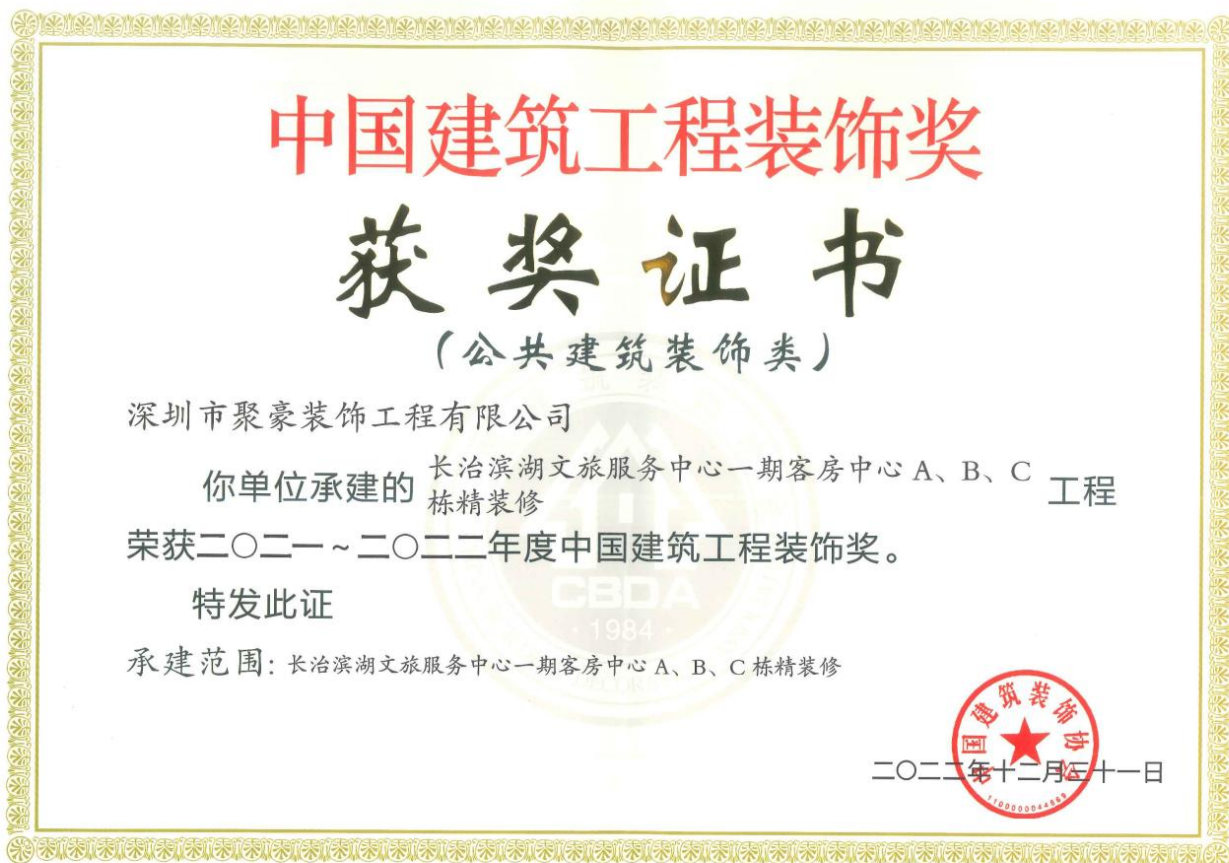 中国建筑工程装饰奖
获奖证书
(公共建筑装饰类)
深圳市聚豪装饰工程有限公司
你单位承建的 长治滨湖文旅服务中心一期客房中心 A、B、C
栋精装修 工程
荣获二〇二一~二〇二二年度中国建筑工程装饰奖。
特发此证
承建范围: 长治滨湖文旅服务中心一期客房中心 A、B、C 栋精装修
CBDA
·1984·
中国建筑装饰协会
二〇二二年十二月三十一日